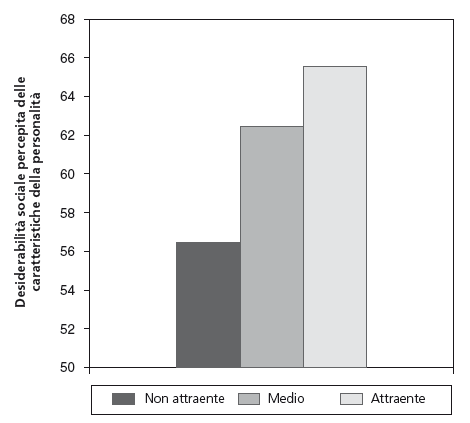 Desiderabilità sociale percepita delle
caratteristiche della personalità
68
66
64
62
60
58
56
54
52
50
Non attraente
Medio
Attraente